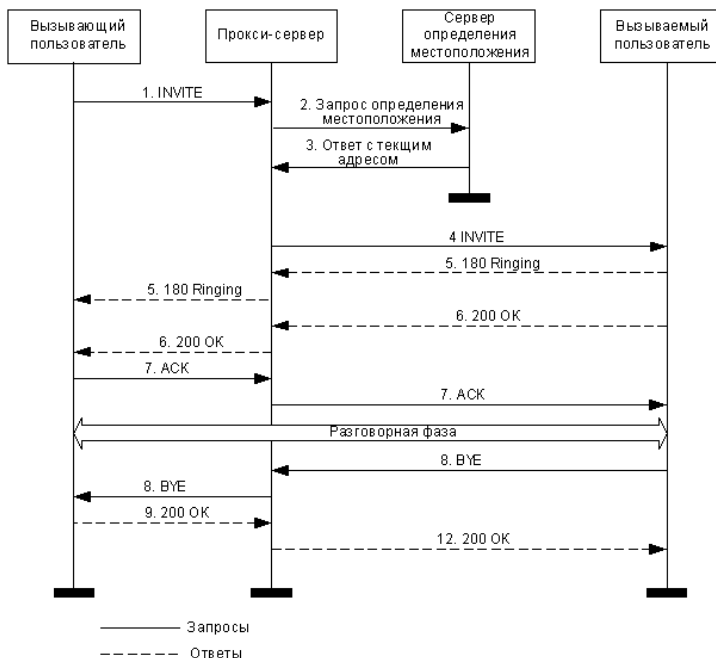 Вызывающий
пользователь
Прокси-сервер
Сервер
определения
местоположения
Вызываемый
пользователь
1. INVITE
2. Запрос определения
местоположения
3. Ответ с текщим
адресом
4 INVITE
5. 180 Ringing
5. 180 Ringing
6. 200 OK
6. 200 OK
7. ACK
7. ACK
Разговорная фаза
8. BYE
8. BYE
9. 200 OK
12. 200 OK
Запросы
Ответы